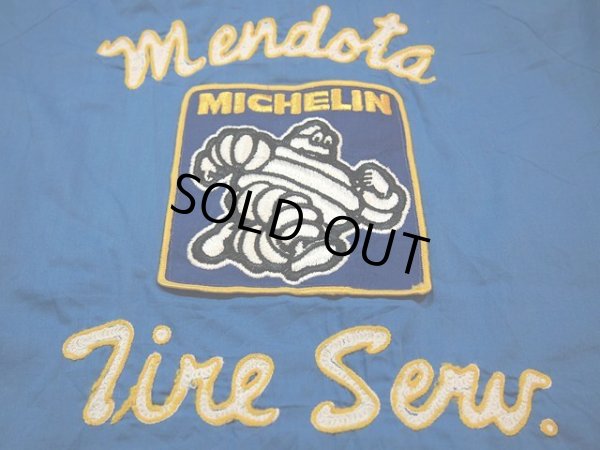 Mendota
MICHELIN
SOLD OUT
Tire Serv.